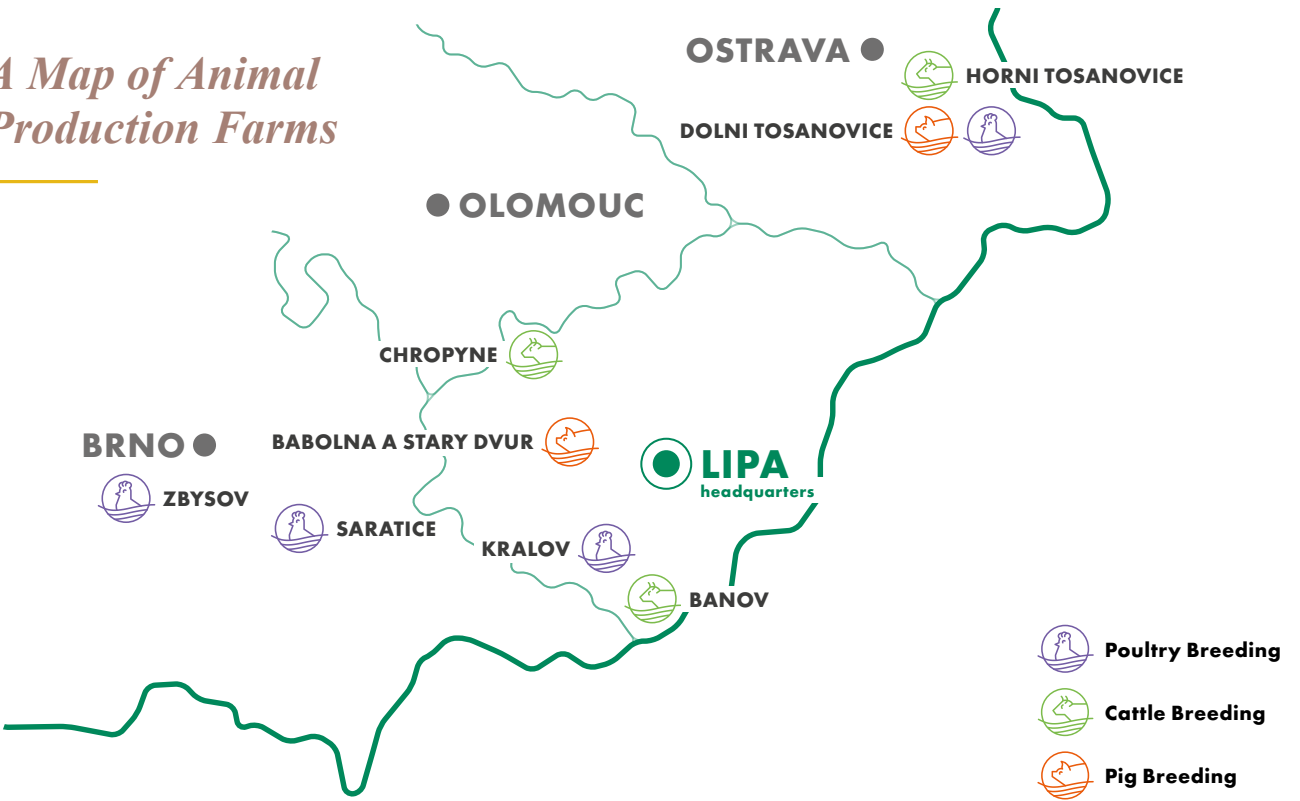 A Map of Animal
Production Farms
OSTRAVA
HORNI TOSANOVICE
DOLNI TOSANOVICE
OLOMOUC
CHROPYNE
BRNO
BABOLNA A STARY DVUR
LIPA
headquarters
ZBYSOV
SARATICE
KRALOV
BANOV
Poultry Breeding
Cattle Breeding
Pig Breeding